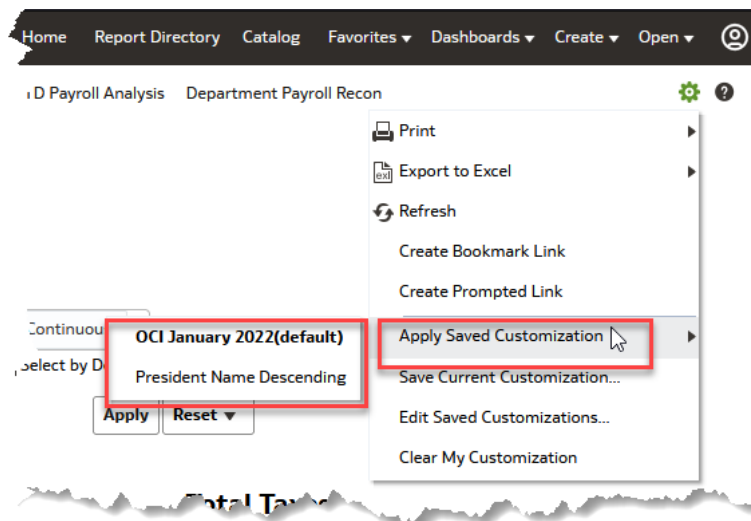 Home Report Directory Catalog Favorites Dashboards Create Open
D Payroll Analysis Department Payroll Recon
Print
exl Export to Excel
Refresh
Create Bookmark Link
Create Prompted Link
Apply Saved Customization
OCI January 2022(default)
President Name Descending
Save Current Customization...
Edit Saved Customizations...
Clear My Customization
Select by D
Apply Reset
Total